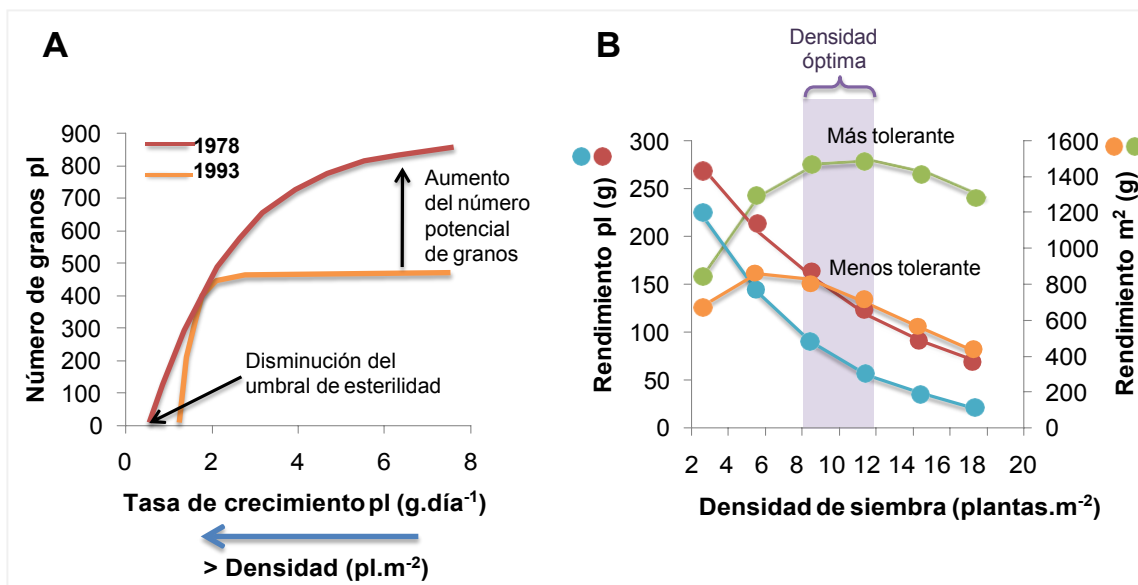 A
1978
1993
Número de granos pl
900
800
700
600
500
400
300
200
100
0
Aumento
del número
potencial
de granos
Disminución del
umbral de esterilidad
0
2
4
6
8
Tasa de crecimiento pl (g.día⁻¹)
> Densidad (pl.m⁻²)
B
Densidad
óptima
Rendimiento pl (g)
300
250
200
150
100
50
0
Más tolerante
Menos tolerante
1600
1400
1200
1000
800
600
400
200
0
Rendimiento m² (g)
2 4 6 8 10 12 14 16 18 20
Densidad de siembra (plantas.m⁻²)